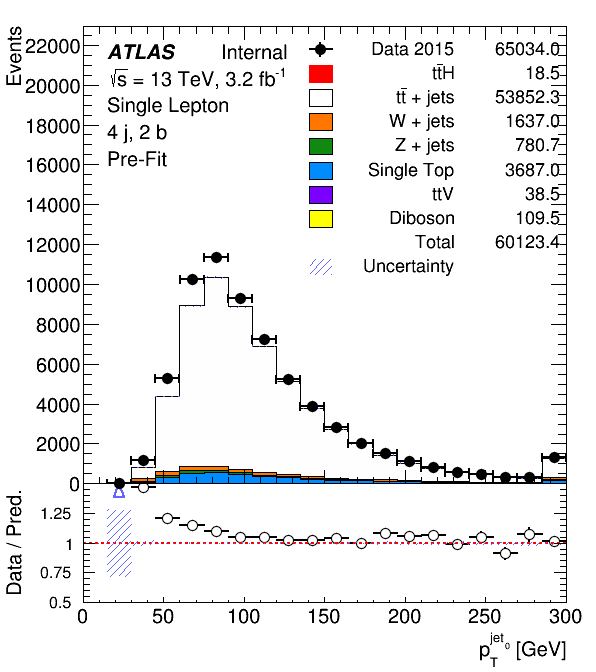 Events
22000
20000
18000
16000
14000
12000
10000
8000
6000
4000
2000
0
ATLAS Internal
√s = 13 TeV, 3.2 fb⁻¹
Single Lepton
4 j, 2 b
Pre-Fit
Data 2015 65034.0
tt̄H 18.5
tt̄ + jets 53852.3
W + jets 1637.0
Z + jets 780.7
Single Top 3687.0
ttV 38.5
Diboson 109.5
Total 60123.4
Uncertainty
Data / Pred.
1.25
1
0.75
0.5
0 50 100 150 200 250 300
p_T^{jet_0} [GeV]